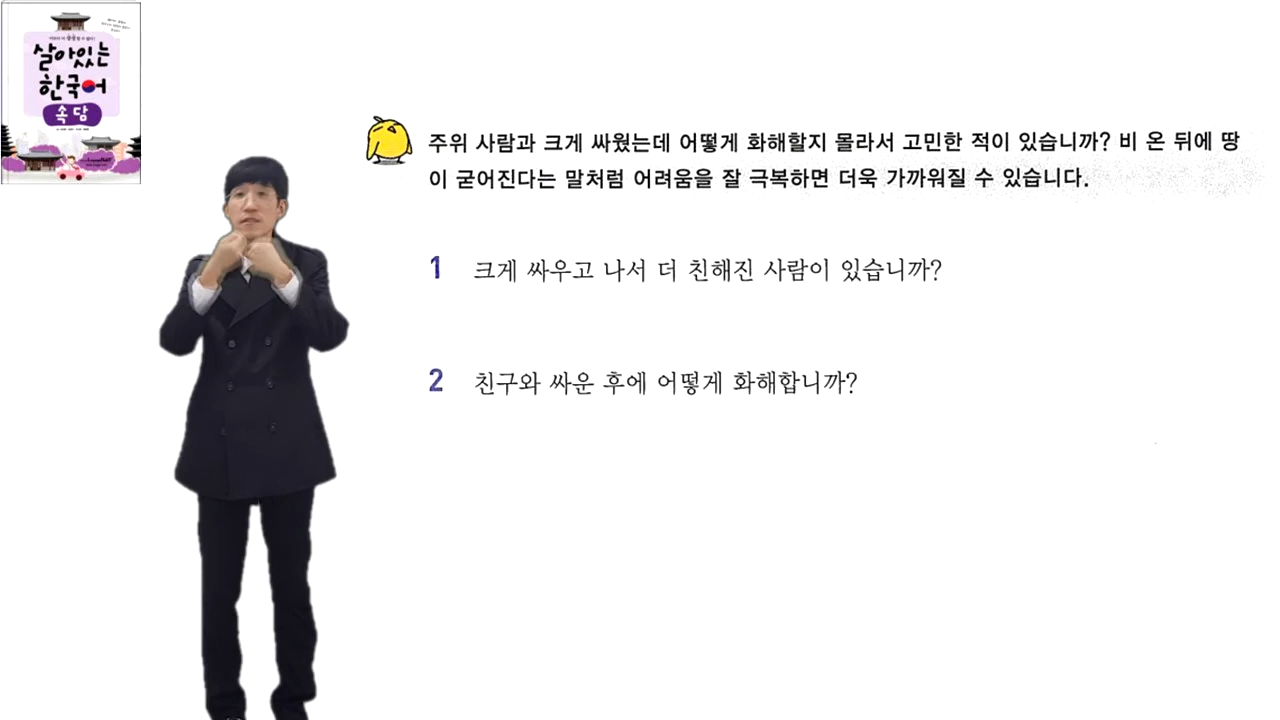 살아있는
한국어
속담
주위 사람과 크게 싸웠는데 어떻게 화해할지 몰라서 고민한 적이 있습니까? 비 온 뒤에 땅
이 굳어진다는 말처럼 어려움을 잘 극복하면 더욱 가까워질 수 있습니다.
1 크게 싸우고 나서 더 친해진 사람이 있습니까?
2 친구와 싸운 후에 어떻게 화해합니까?